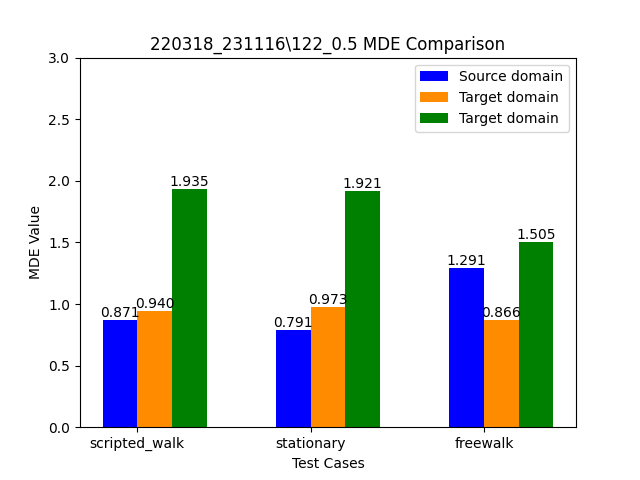 220318_231116\122_0.5 MDE Comparison
Source domain
Target domain
Target domain
MDE Value
3.0
2.5
2.0
1.5
1.0
0.5
0.0
0.871
0.940
1.935
0.791
0.973
1.921
1.291
0.866
1.505
scripted_walk
stationary
freewalk
Test Cases